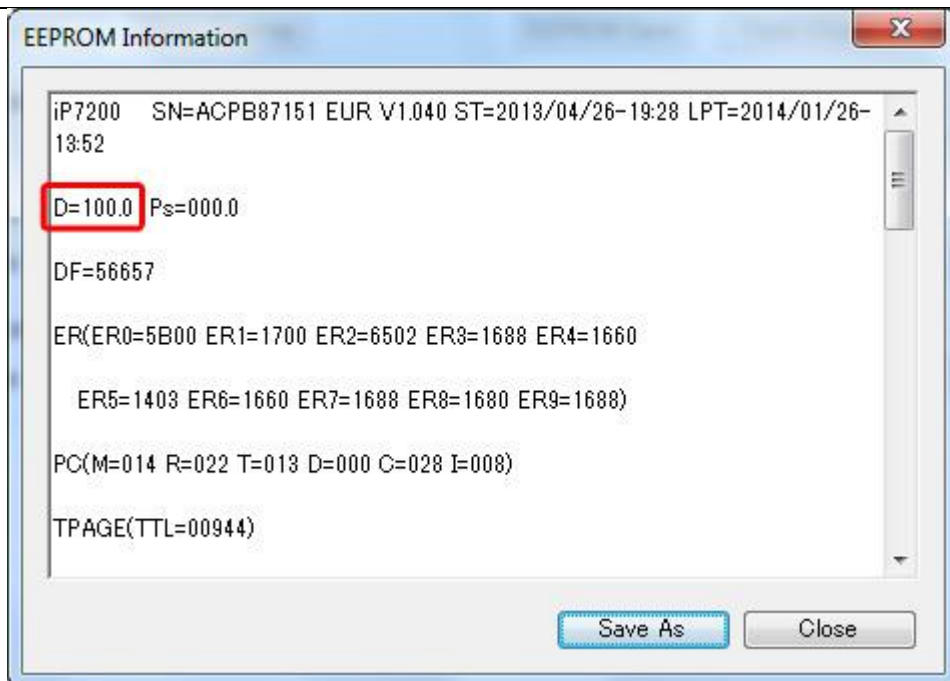 EEPROM Information
iP7200 SN=ACPB87151 EUR V1.040 ST=2013/04/26-19:28 LPT=2014/01/26-
13:52
D=100.0 Ps=000.0
DF=56657
ER(ER0=5B00 ER1=1700 ER2=6502 ER3=1688 ER4=1660
ER5=1403 ER6=1660 ER7=1688 ER8=1680 ER9=1688)
PC(M=014 R=022 T=013 D=000 C=028 I=008)
TPAGE(TTL=00944)
Save As Close